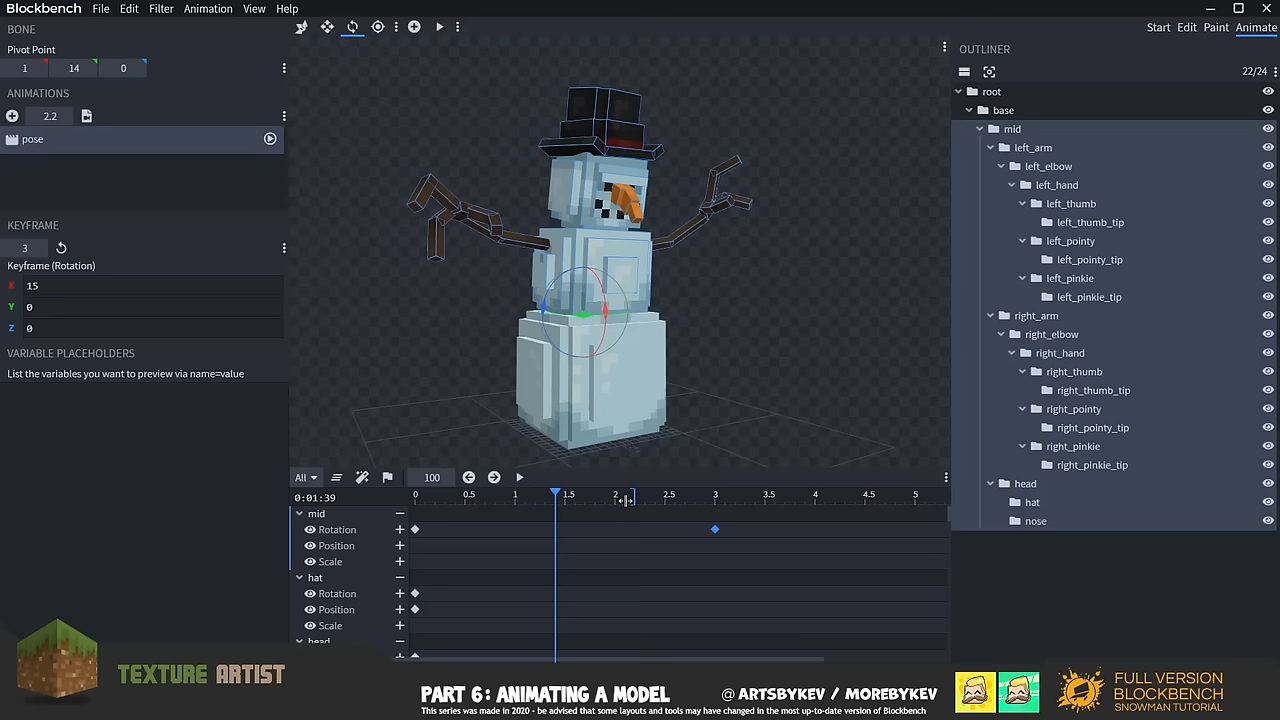 Blockbench File Edit Filter Animation View Help
BONE
Pivot Point
1 14 0
ANIMATIONS
2.2
pose
KEYFRAME
3
Keyframe (Rotation)
X 15
Y 0
Z 0
VARIABLE PLACEHOLDERS
List the variables you want to preview via name=value
Start Edit Paint Animate
OUTLINER
22/24
root
base
mid
left_arm
left_elbow
left_hand
left_thumb
left_thumb_tip
left_pointy
left_pointy_tip
left_pinkie
left_pinkie_tip
right_arm
right_elbow
right_hand
right_thumb
right_thumb_tip
right_pointy
right_pointy_tip
right_pinkie
right_pinkie_tip
head
hat
nose
All 100
0:01:39 0 0.5 1 1.5 2 2.5 3 3.5 4 4.5 5
mid
Rotation
Position
Scale
hat
Rotation
Position
Scale
head
TEXTURE ARTIST
PART 6: ANIMATING A MODEL @ARTSBYKEV / MOREBYKEV
This series was made in 2020 - be advised that some layouts and tools may have changed in the most up-to-date version of Blockbench
FULL VERSION
BLOCKBENCH
SNOWMAN TUTORIAL